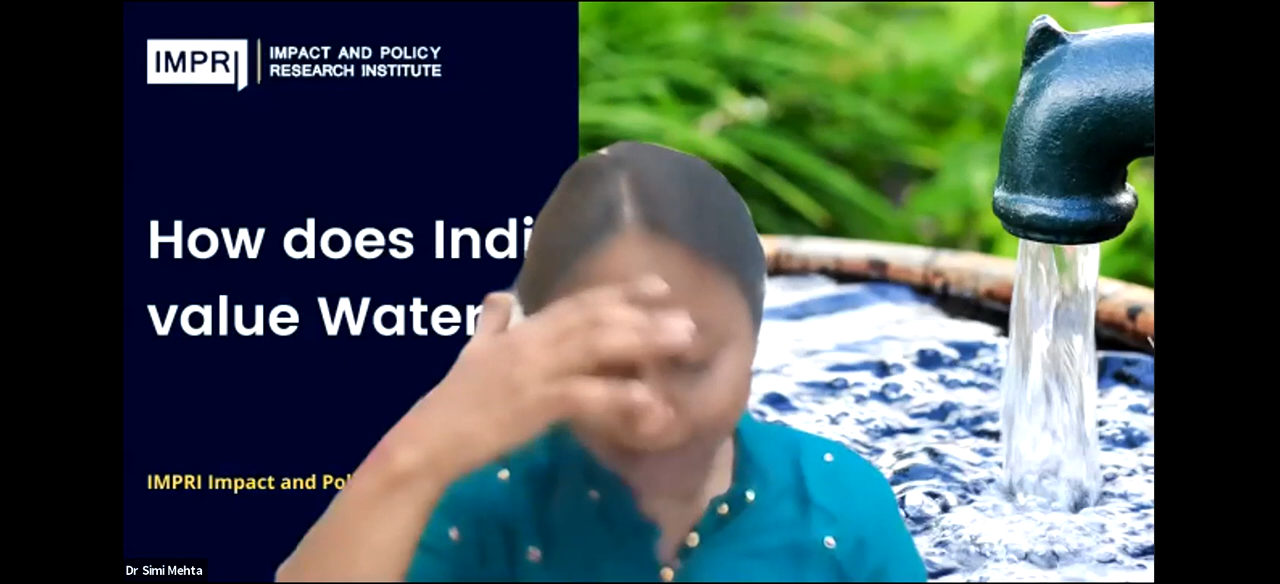 IMPRI
IMPACT AND POLICY
RESEARCH INSTITUTE
How does Indi
value Water
IMPRI Impact and Pol
Dr Simi Mehta